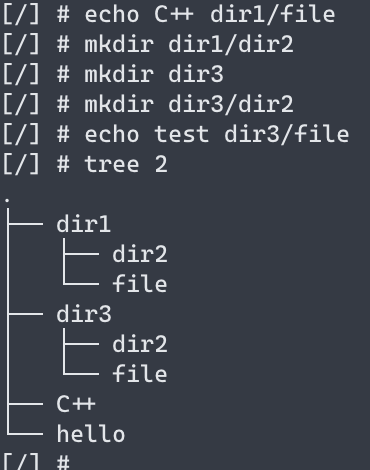 [/] # echo C++ dir1/file
[/] # mkdir dir1/dir2
[/] # mkdir dir3
[/] # mkdir dir3/dir2
[/] # echo test dir3/file
[/] # tree 2
.
├── dir1
│   ├── dir2
│   └── file
├── dir3
│   ├── dir2
│   └── file
├── C++
└── hello
[/] #